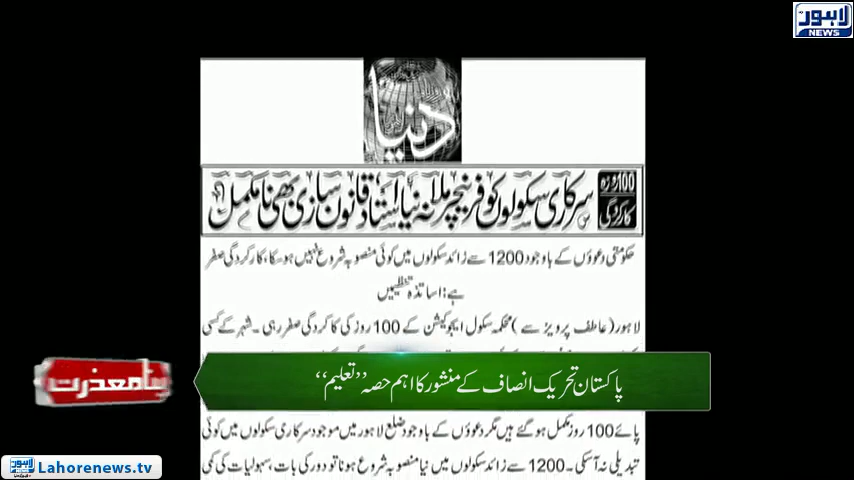 لاہور
NEWS
دنیا
100 روزہ
کارکردگی
سرکاری سکولوں کو فرنیچر ملا نہ نیا استاد، قانون سازی بھی نامکمل
حکومتی دعوؤں کے باوجود 1200 سے زائد سکولوں میں کوئی منصوبہ شروع نہیں ہو سکا، کارکردگی صفر
ہے: اساتذہ تنظیمیں
لاہور (عاطف پرویز سے) محکمہ سکول ایجوکیشن کے 100 روز کی کارکردگی صفر رہی۔ شہر کے کسی
بنا معذرت
پاکستان تحریک انصاف کے منشور کا اہم حصہ ”تعلیم“
پائے 100 روز مکمل ہو گئے ہیں مگر دعوؤں کے باوجود ضلع لاہور میں موجود سرکاری سکولوں میں کوئی
تبدیلی نہ آسکی۔ 1200 سے زائد سکولوں میں نیا منصوبہ شروع ہونا تو دور کی بات، سہولیات کی کمی
لاہور
Lahorenews.tv